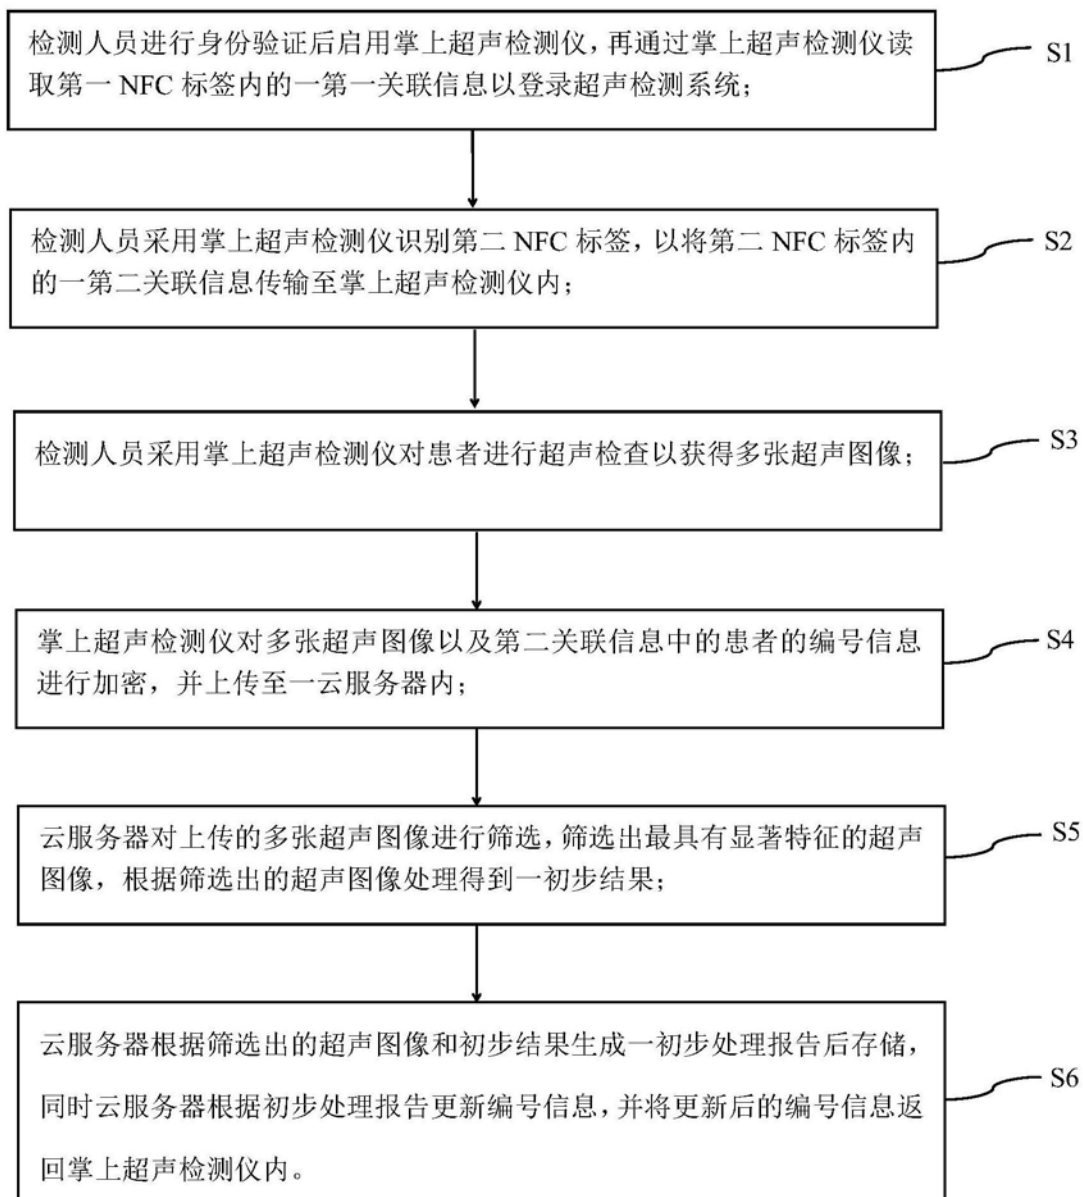 检测人员进行身份验证后启用掌上超声检测仪，再通过掌上超声检测仪读
取第一 NFC 标签内的一第一关联信息以登录超声检测系统；
S1
检测人员采用掌上超声检测仪识别第二 NFC 标签，以将第二 NFC 标签内
的一第二关联信息传输至掌上超声检测仪内；
S2
检测人员采用掌上超声检测仪对患者进行超声检查以获得多张超声图像；
S3
掌上超声检测仪对多张超声图像以及第二关联信息中的患者的编号信息
进行加密，并上传至一云服务器内；
S4
云服务器对上传的多张超声图像进行筛选，筛选出最具有显著特征的超声
图像，根据筛选出的超声图像处理得到一初步结果；
S5
云服务器根据筛选出的超声图像和初步结果生成一初步处理报告后存储，
同时云服务器根据初步处理报告更新编号信息，并将更新后的编号信息返
回掌上超声检测仪内。
S6